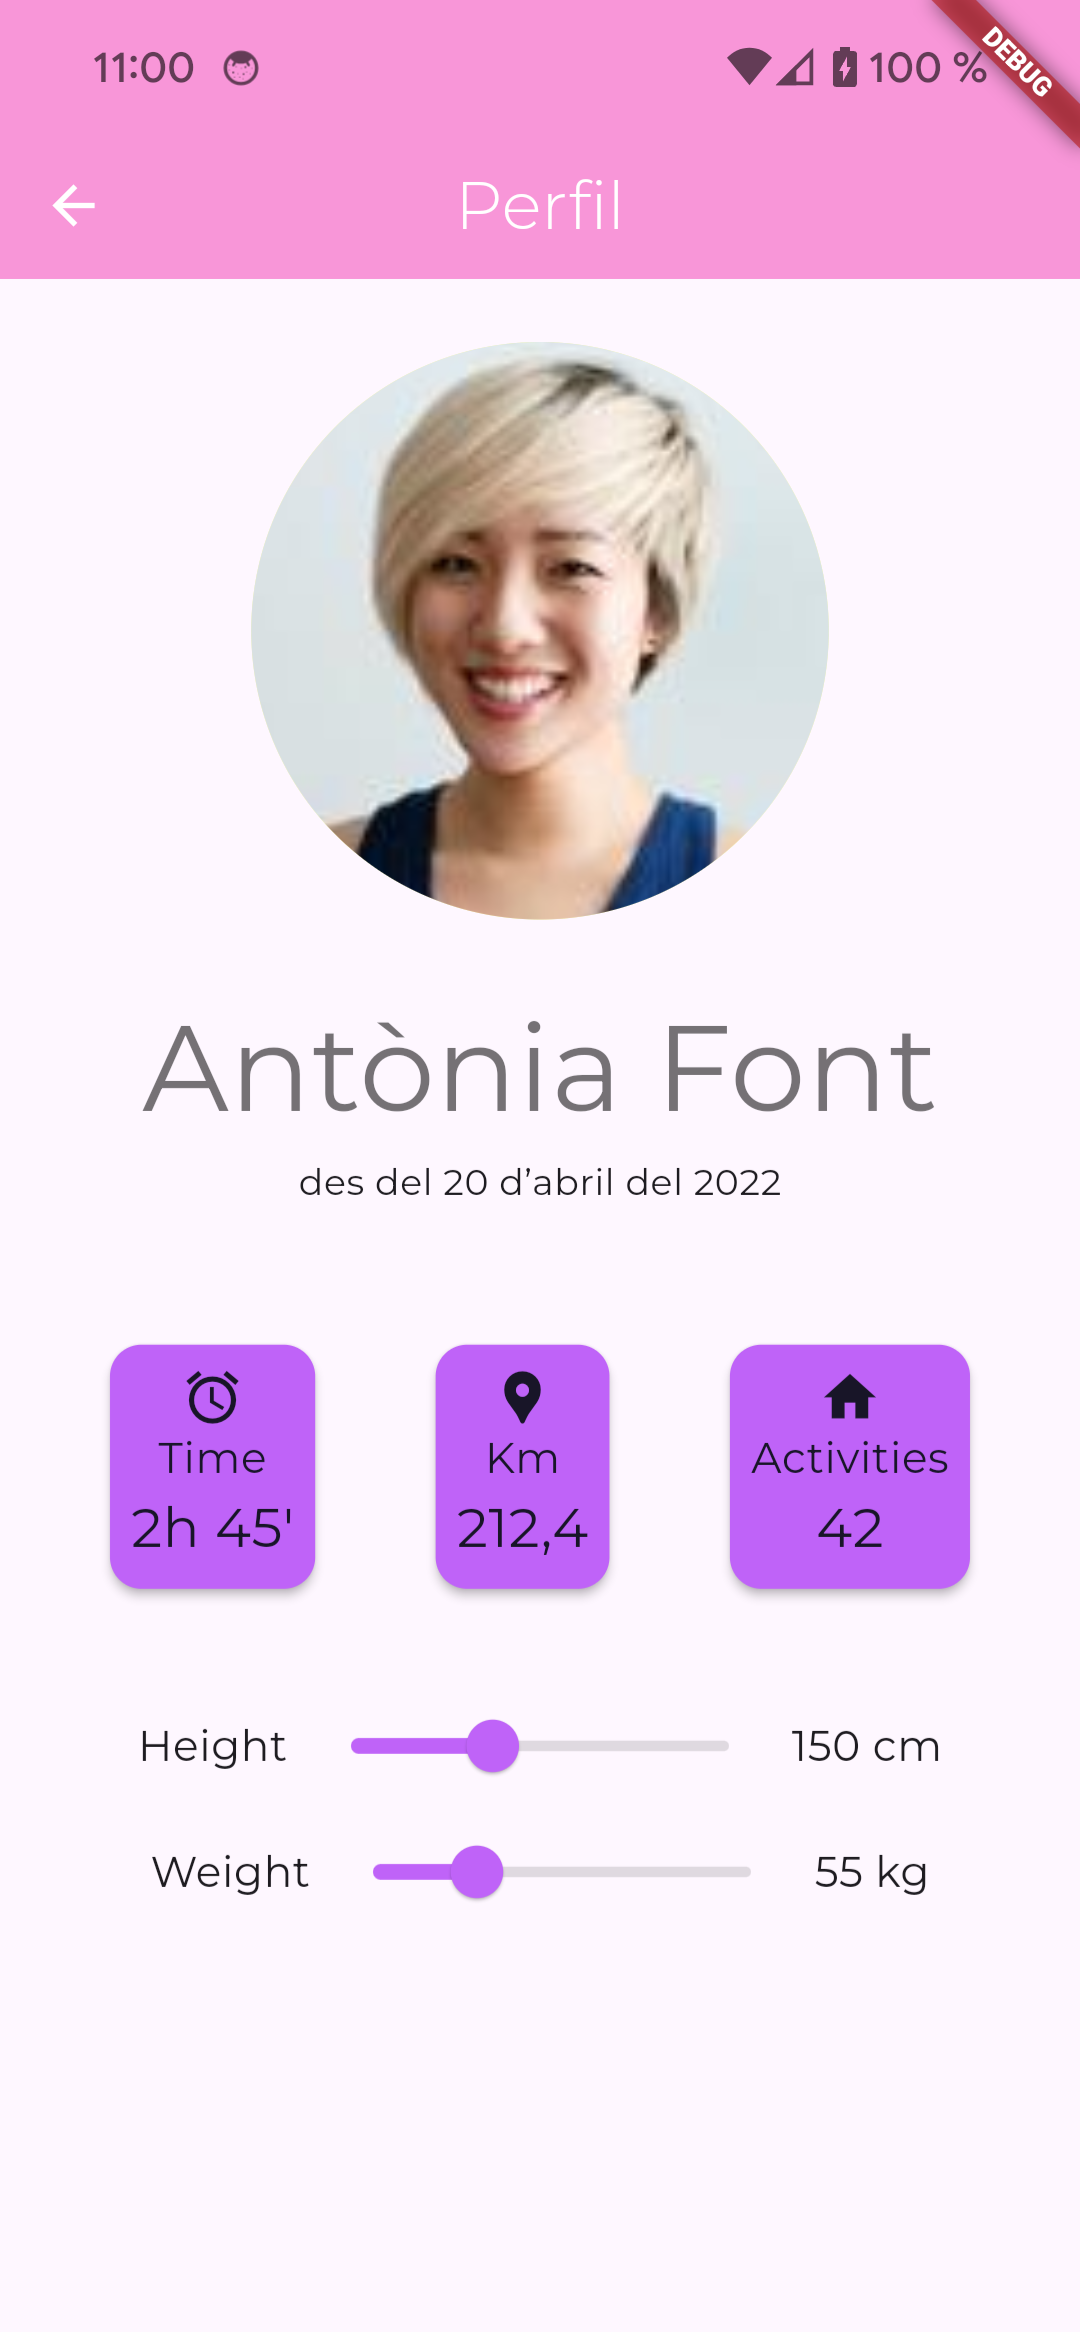 11:00 100 %
DEBUG
Perfil
Antònia Font
des del 20 d’abril del 2022
Time Km Activities
2h 45' 212,4 42
Height 150 cm
Weight 55 kg